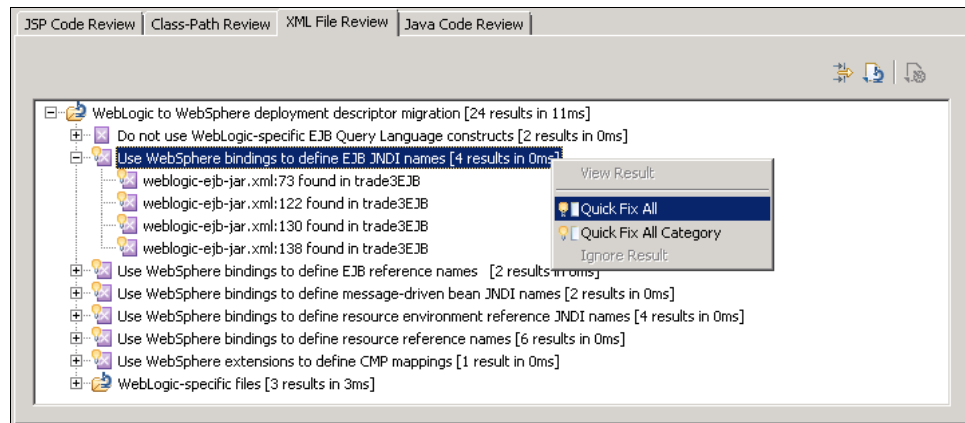 JSP Code Review
Class-Path Review
XML File Review
Java Code Review
WebLogic to WebSphere deployment descriptor migration [24 results in 11ms]
Do not use WebLogic-specific EJB Query Language constructs [2 results in 0ms]
Use WebSphere bindings to define EJB JNDI names [4 results in 0ms]
View Result
weblogic-ejb-jar.xml:73 found in trade3EJB
weblogic-ejb-jar.xml:122 found in trade3EJB
Quick Fix All
weblogic-ejb-jar.xml:130 found in trade3EJB
Quick Fix All Category
weblogic-ejb-jar.xml:138 found in trade3EJB
Ignore Result
Use WebSphere bindings to define EJB reference names [2 results in 0ms]
Use WebSphere bindings to define message-driven bean JNDI names [2 results in 0ms]
Use WebSphere bindings to define resource environment reference JNDI names [4 results in 0ms]
Use WebSphere bindings to define resource reference names [6 results in 0ms]
Use WebSphere extensions to define CMP mappings [1 result in 0ms]
WebLogic-specific files [3 results in 3ms]